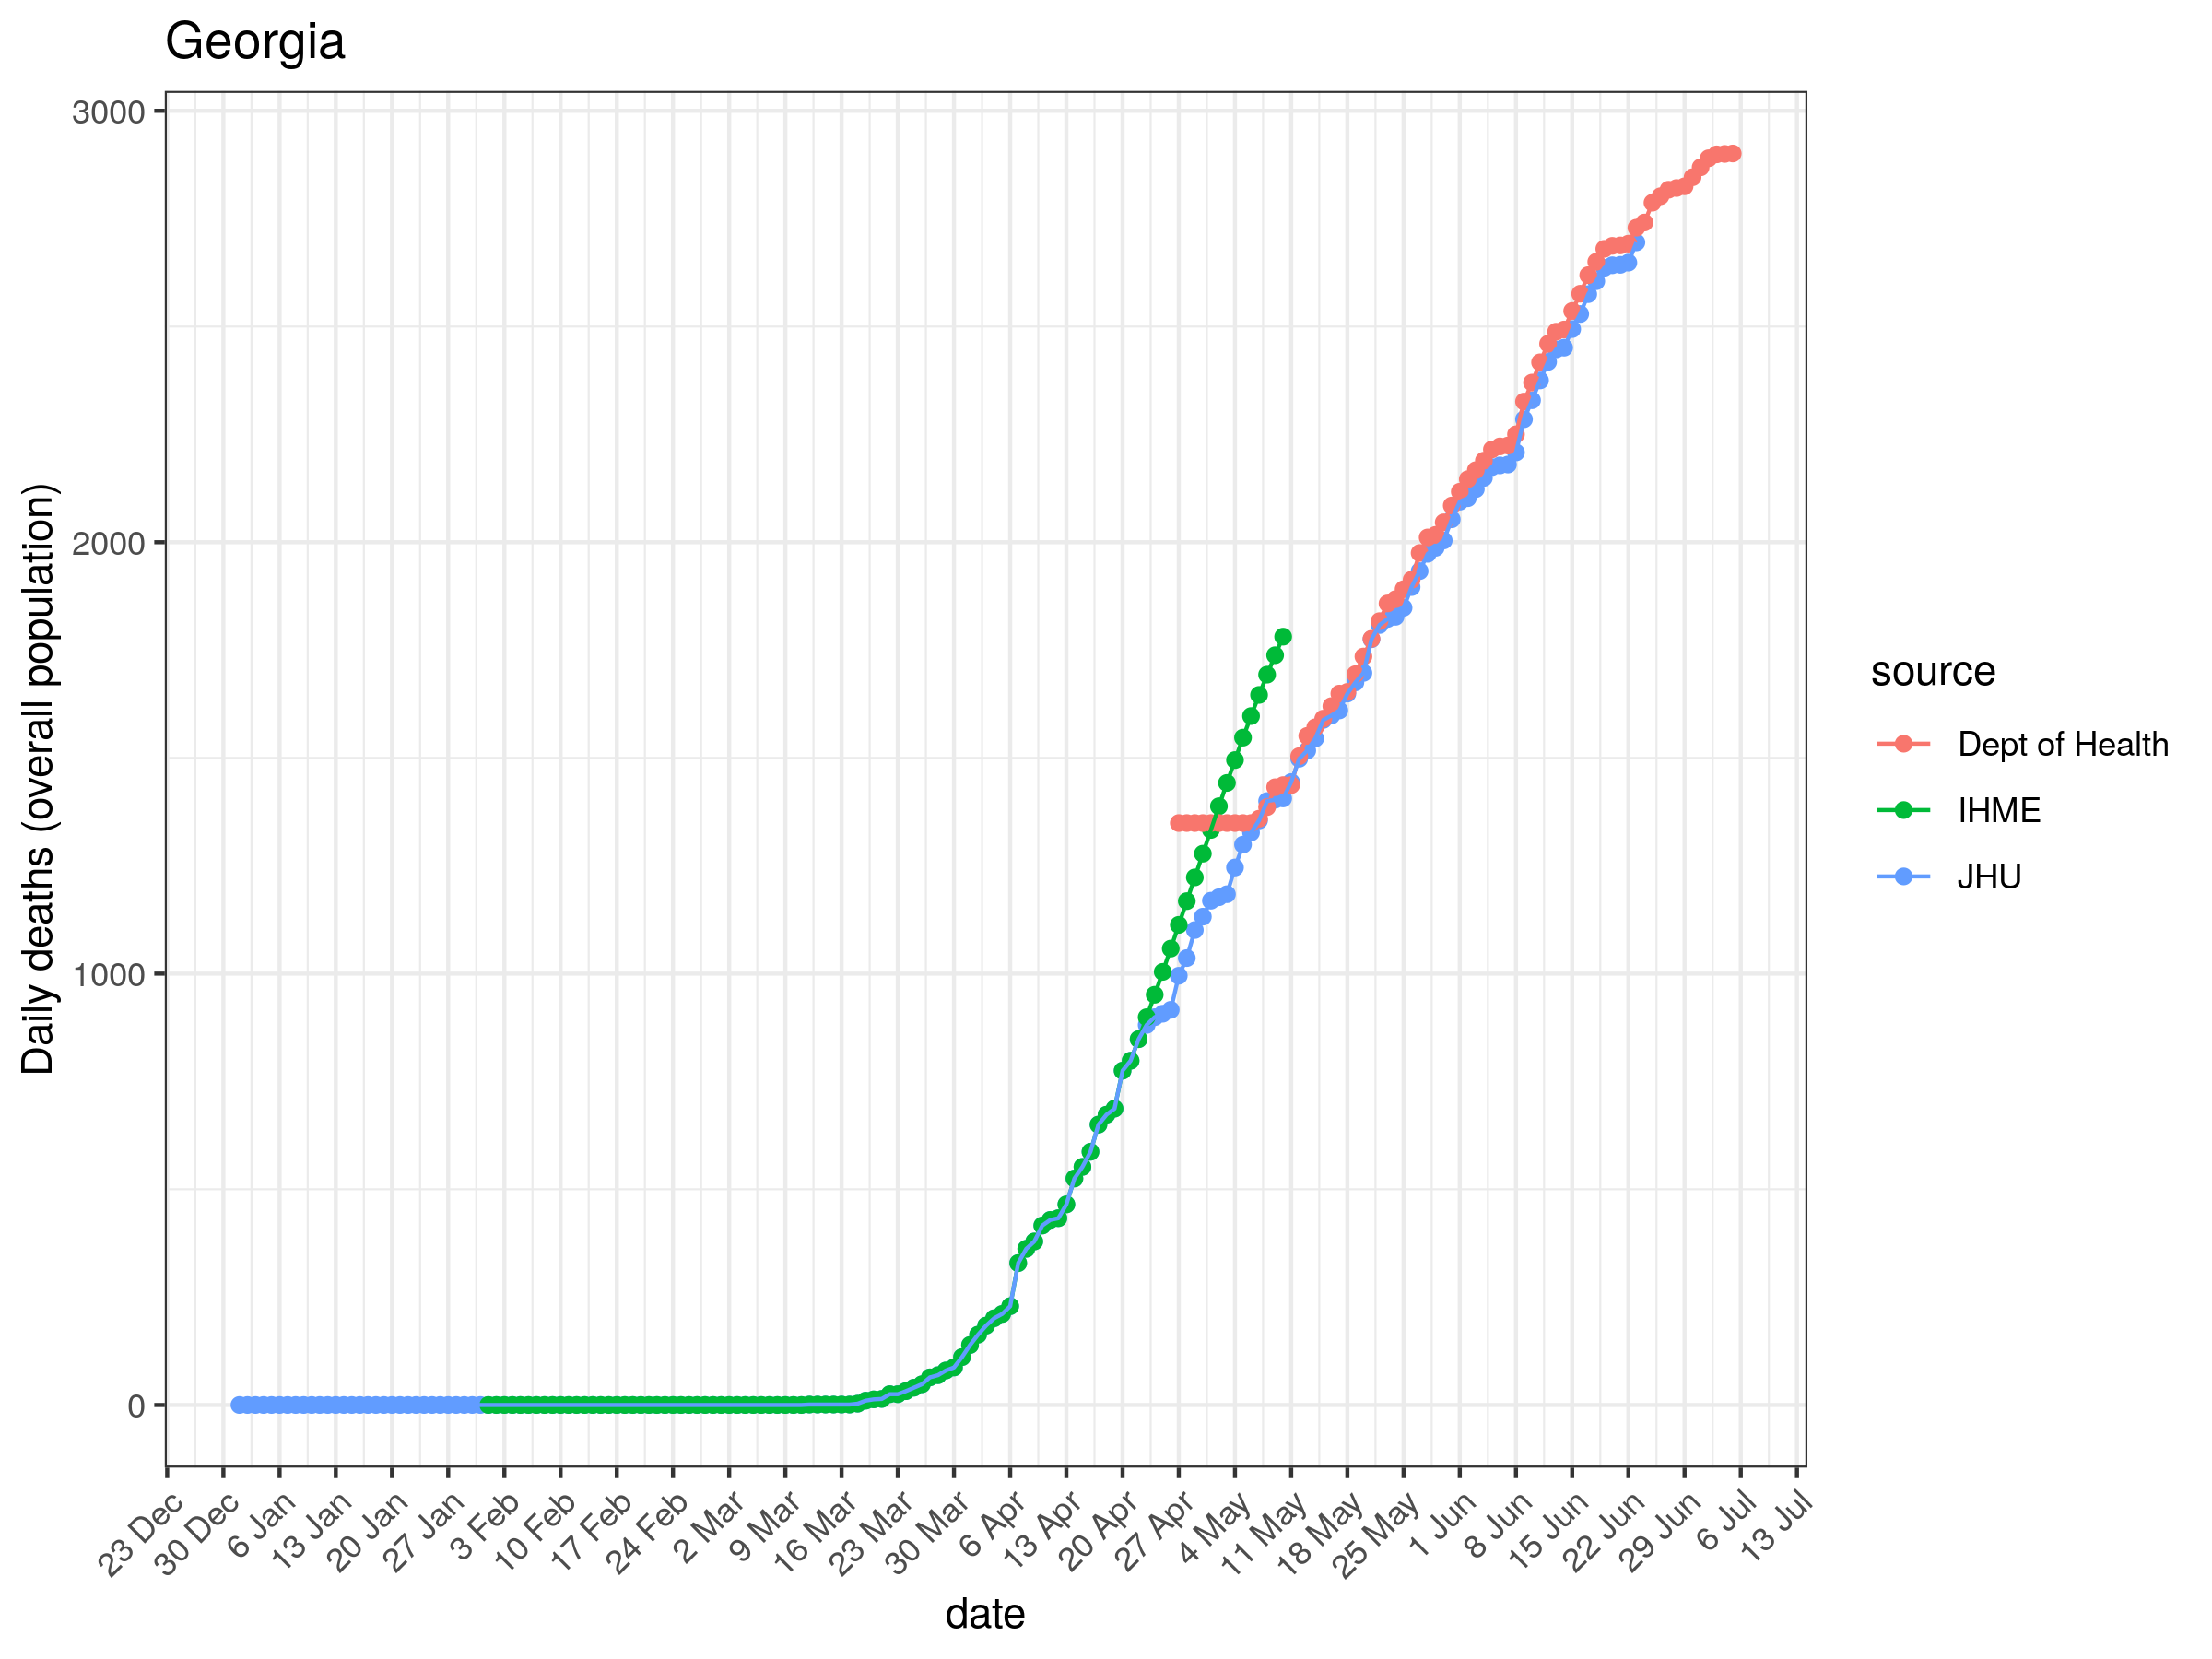 Georgia
3000
2000
1000
0
Daily deaths (overall population)
23 Dec
30 Dec
6 Jan
13 Jan
20 Jan
27 Jan
3 Feb
10 Feb
17 Feb
24 Feb
2 Mar
9 Mar
16 Mar
23 Mar
30 Mar
6 Apr
13 Apr
20 Apr
27 Apr
4 May
11 May
18 May
25 May
1 Jun
8 Jun
15 Jun
22 Jun
29 Jun
6 Jul
13 Jul
date
source
Dept of Health
IHME
JHU